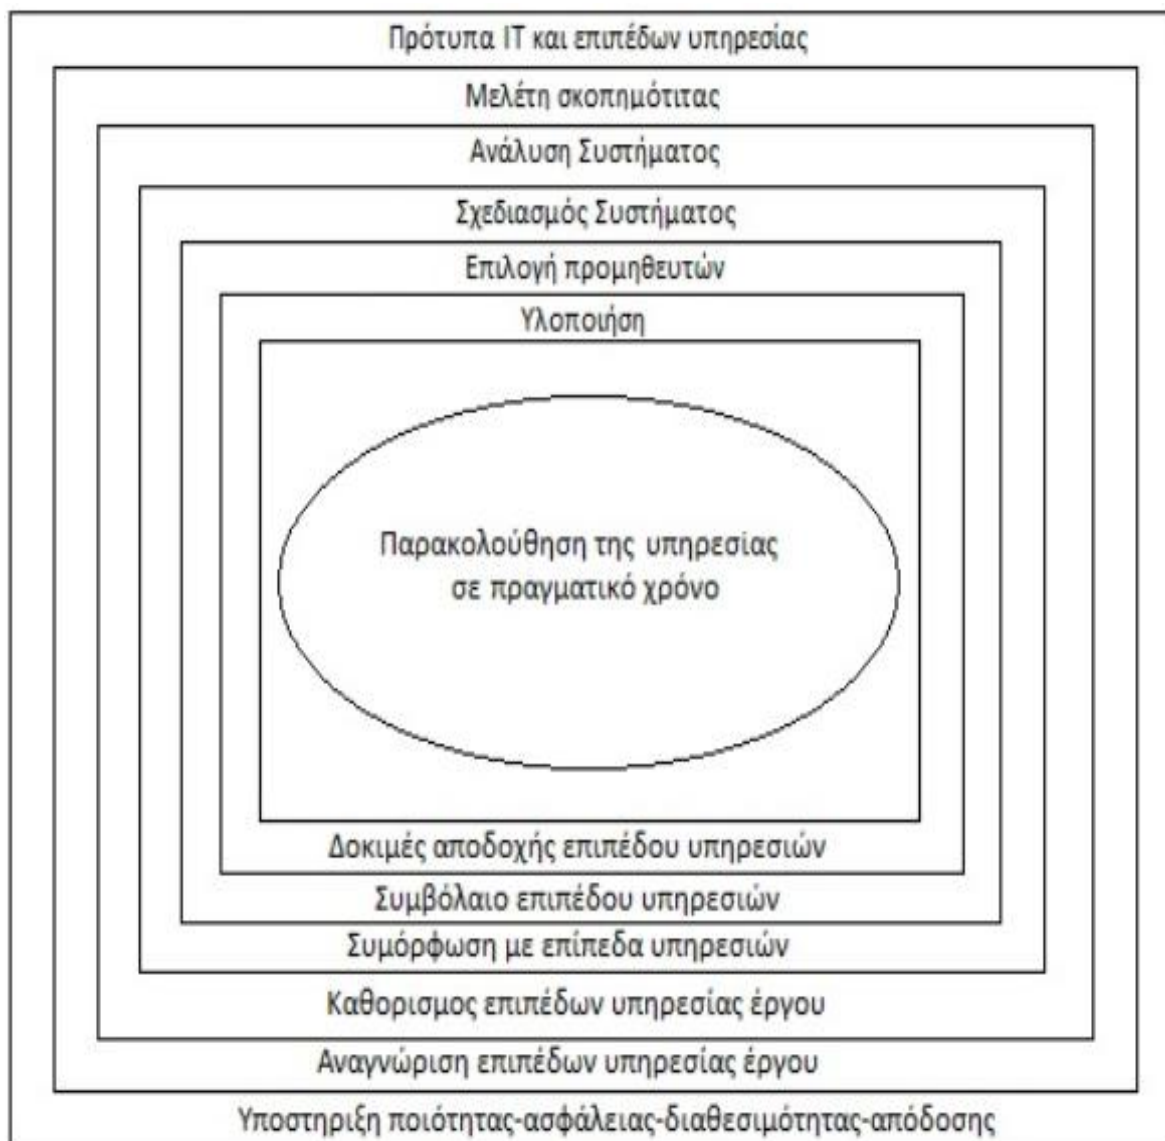 Πρότυπα IT και επιπέδων υπηρεσίας
Μελέτη σκοπημότιτας
Ανάλυση Συστήματος
Σχεδιασμός Συστήματος
Επιλογή προμηθευτών
Υλοποιήση
Παρακολούθηση της υπηρεσίας
σε πραγματικό χρόνο
Δοκιμές αποδοχής επιπέδου υπηρεσιών
Συμβόλαιο επιπέδου υπηρεσιών
Συμόρφωση με επίπεδα υπηρεσιών
Καθορισμος επιπέδων υπηρεσίας έργου
Αναγνώριση επιπέδων υπηρεσίας έργου
Υποστηριξη ποιότητας-ασφάλειας-διαθεσιμότητας-απόδοσης